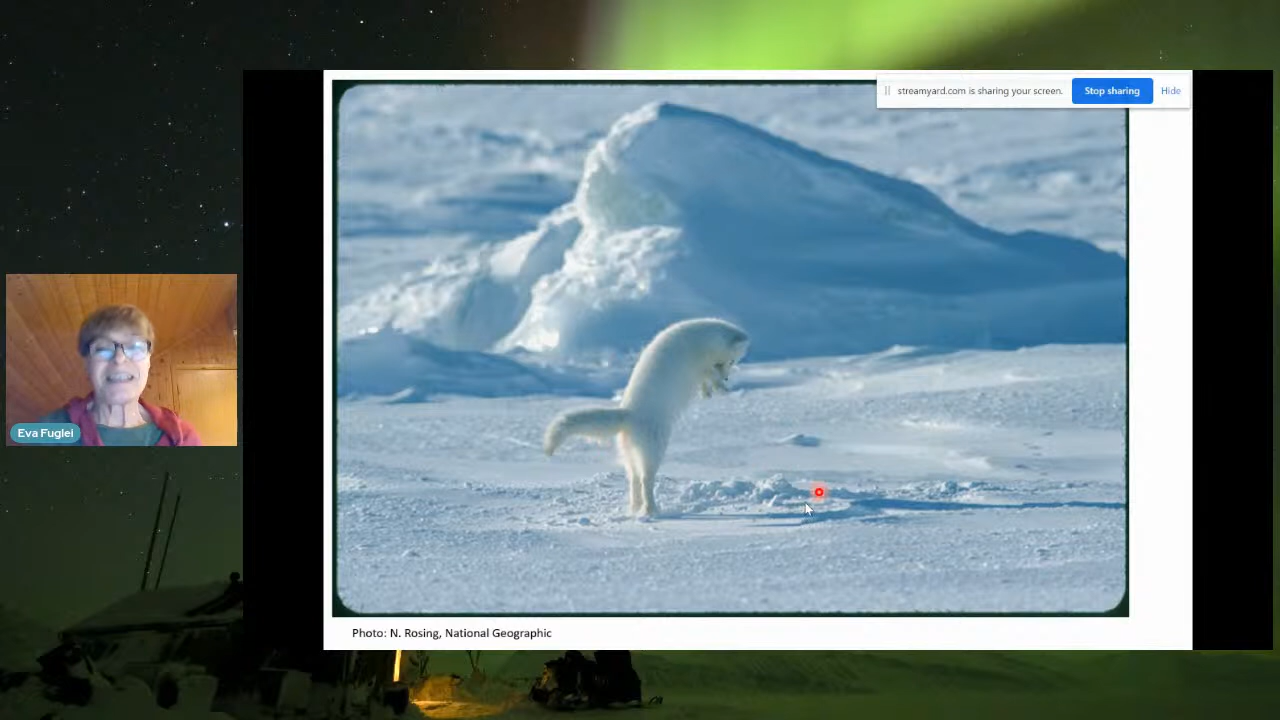 streamyard.com is sharing your screen.
Stop sharing
Hide
Eva Fuglei
Photo: N. Rosing, National Geographic